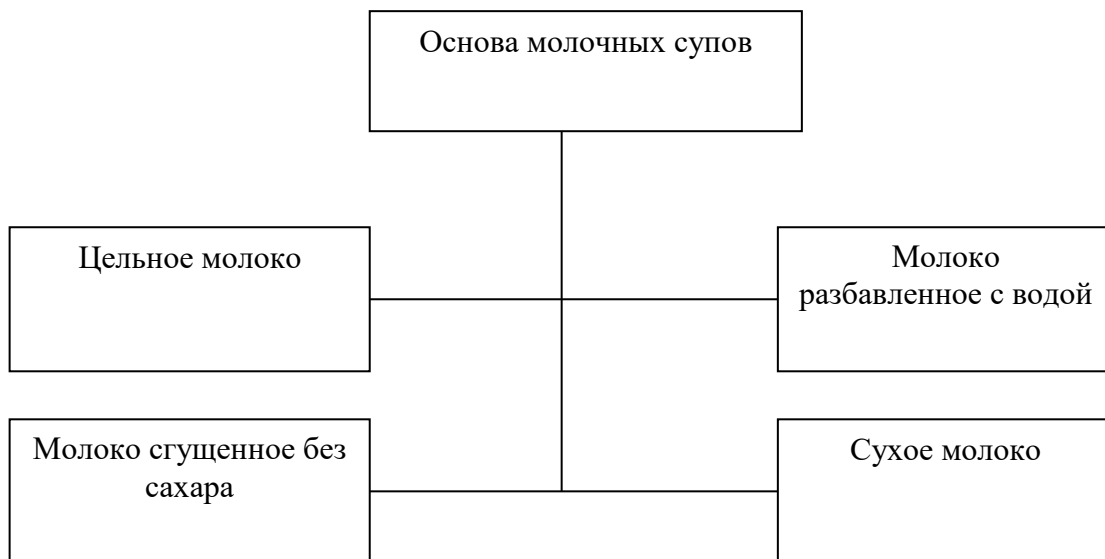 Основа молочных супов
Цельное молоко
Молоко
разбавленное с водой
Молоко сгущенное без
сахара
Сухое молоко